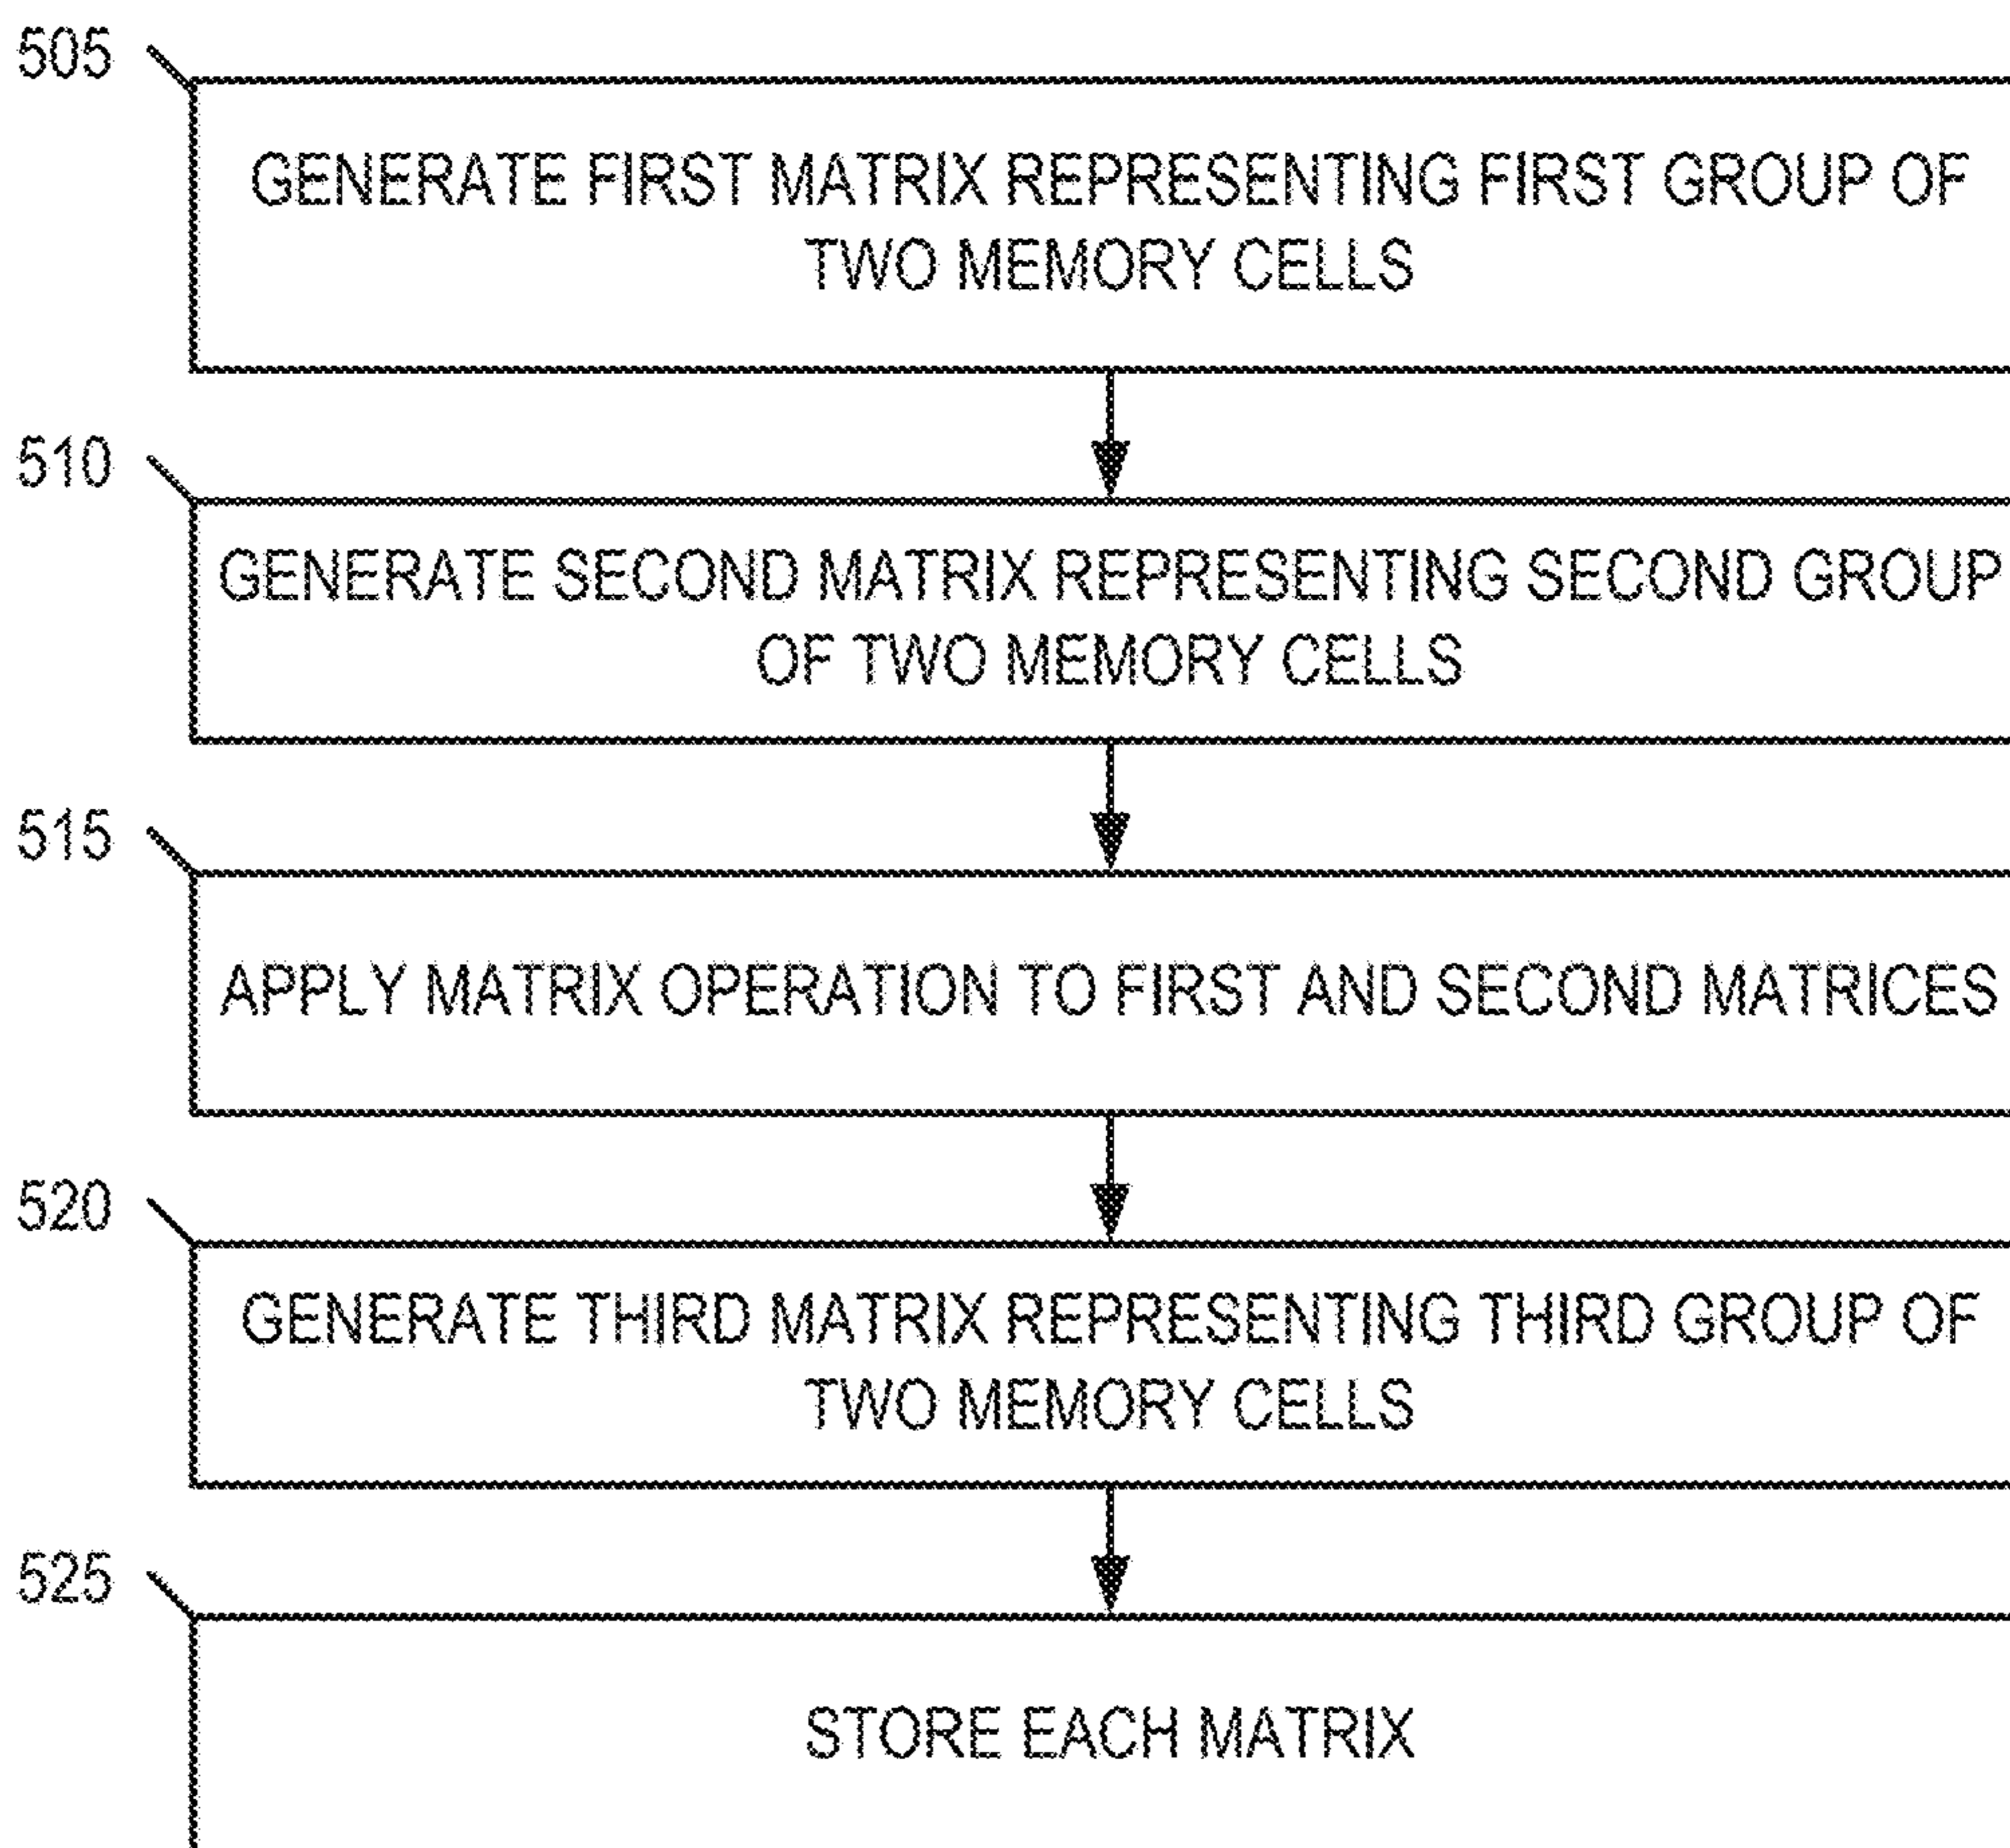 505
GENERATE FIRST MATRIX REPRESENTING FIRST GROUP OF
TWO MEMORY CELLS
510
GENERATE SECOND MATRIX REPRESENTING SECOND GROUP
OF TWO MEMORY CELLS
515
APPLY MATRIX OPERATION TO FIRST AND SECOND MATRICES
520
GENERATE THIRD MATRIX REPRESENTING THIRD GROUP OF
TWO MEMORY CELLS
525
STORE EACH MATRIX